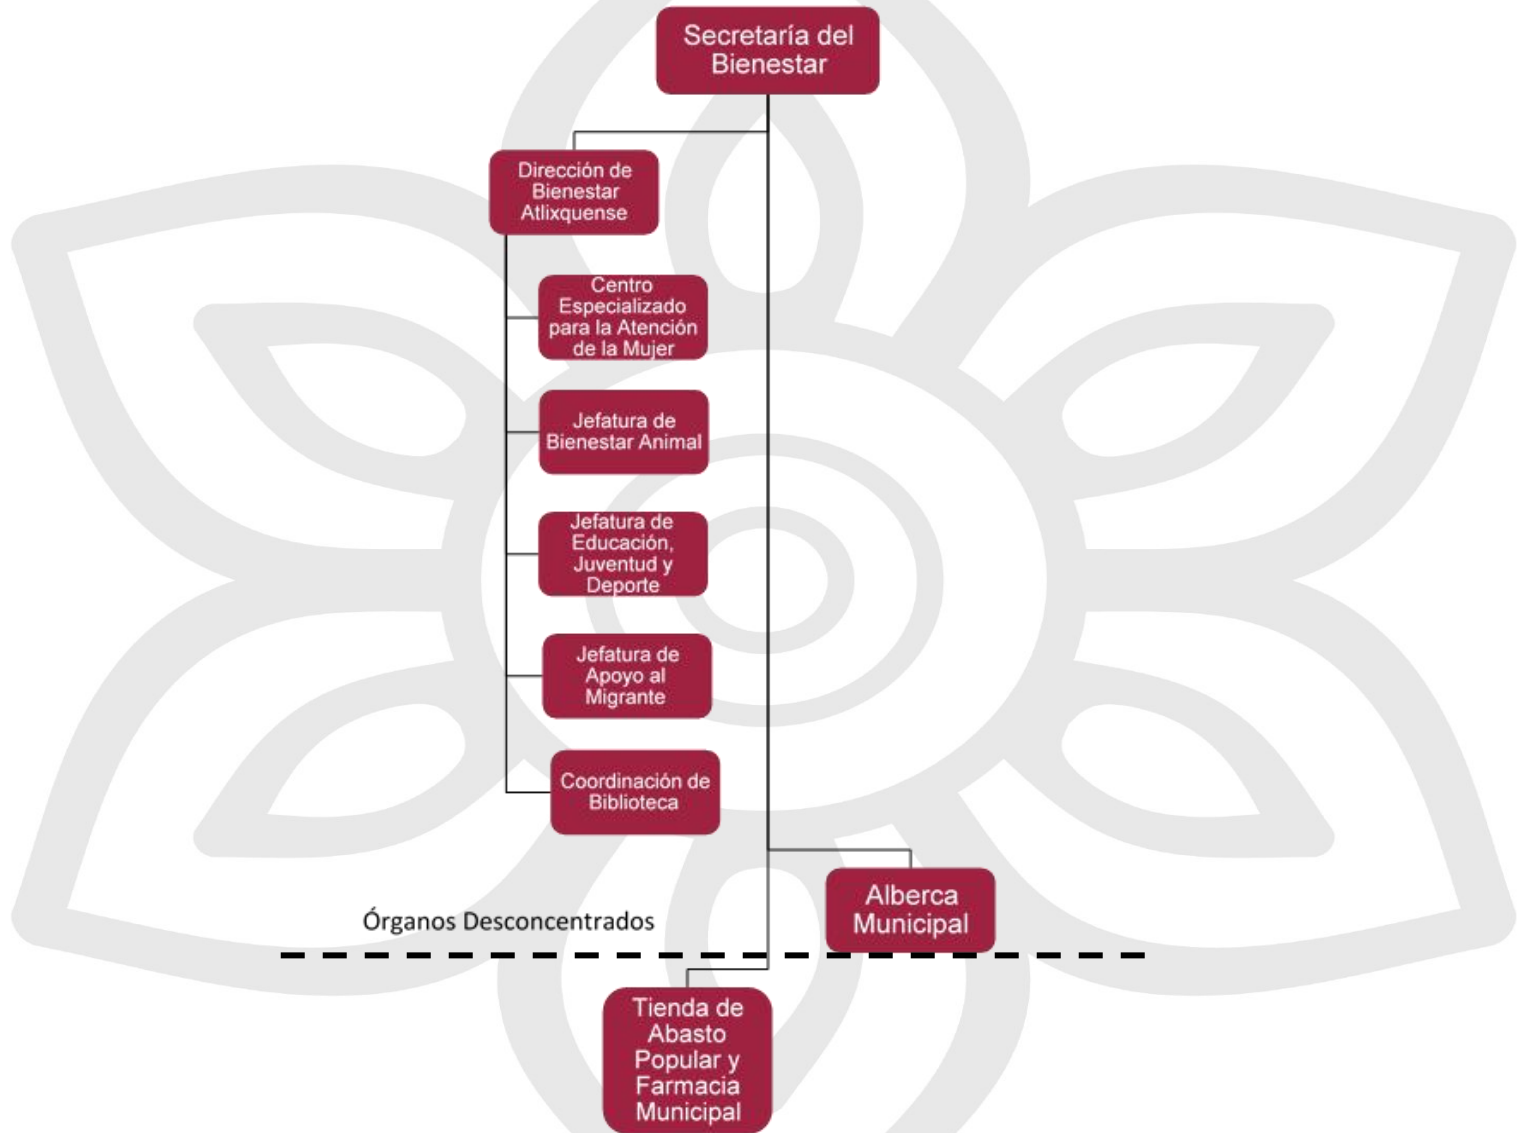 Secretaría del
Bienestar
Dirección de
Bienestar
Atlixquense
Centro
Especializado
para la Atención
de la Mujer
Jefatura de
Bienestar Animal
Jefatura de
Educación,
Juventud y
Deporte
Jefatura de
Apoyo al
Migrante
Coordinación de
Biblioteca
Alberca
Municipal
Órganos Desconcentrados
Tienda de
Abasto
Popular y
Farmacia
Municipal